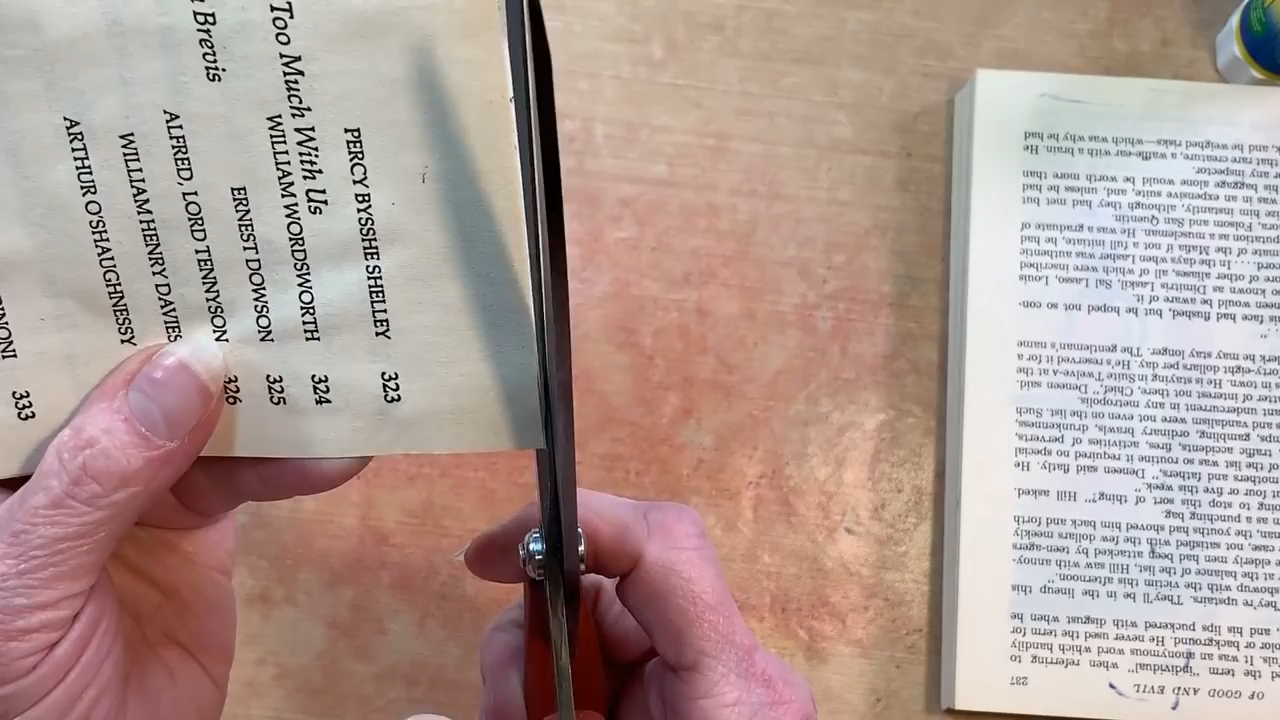 PERCY BYSSHE SHELLEY 323
Too Much With Us
WILLIAM WORDSWORTH 324
Brevis ERNEST DOWSON 325
ALFRED, LORD TENNYSON 326
WILLIAM HENRY DAVIES
ARTHUR O'SHAUGHNESSY
333
OF GOOD AND EVIL 287
the term "individual" when referring to
It was an anonymous word which handily
color or background. He never used the term for
and his lips puckered with disgust when he
They're upstairs. They'll be in the lineup this
showup with the victim this afternoon."
at the balance of the list, Hill saw with annoy-
elderly men had been attacked by teen-agers
case, not satisfied with the few dollars meekly
the youths had shoved him back and forth
as a punching bag.
to stop this sort of thing?" Hill asked.
four or five this week."
mothers and fathers," Deneen said flatly. He
of the list was so routine it required no special
traffic accidents, fires, activities of perverts,
gambling, ordinary brawls, drunkenness,
and vandalism were not even on the list. Such
undercurrent in any metropolis.
of interest not there, Chief," Deneen said.
in town. He is staying in Suite Twelve-A at the
forty-eight dollars per day. He's reserved it for a
he may stay longer. The gentleman's name
"
his face had flushed, but he hoped not so con-
Deneen would be aware of it.
known as Dimitris Laskil, Sal Lasso, Louis
more of other aliases, all of which were inscribed
. . . In the days when Lasher was authentic
of the Mafia if not a full initiate, he had
as a muscleman. He was a graduate of
Folsom and San Quentin.
him instantly, although they had met but
was in an expensive suite, and, unless he had
his baggage alone would be worth more than
for any inspector.
that rare creature, a waffle-ear with a brain. He
and he weighed risks—which was why he had